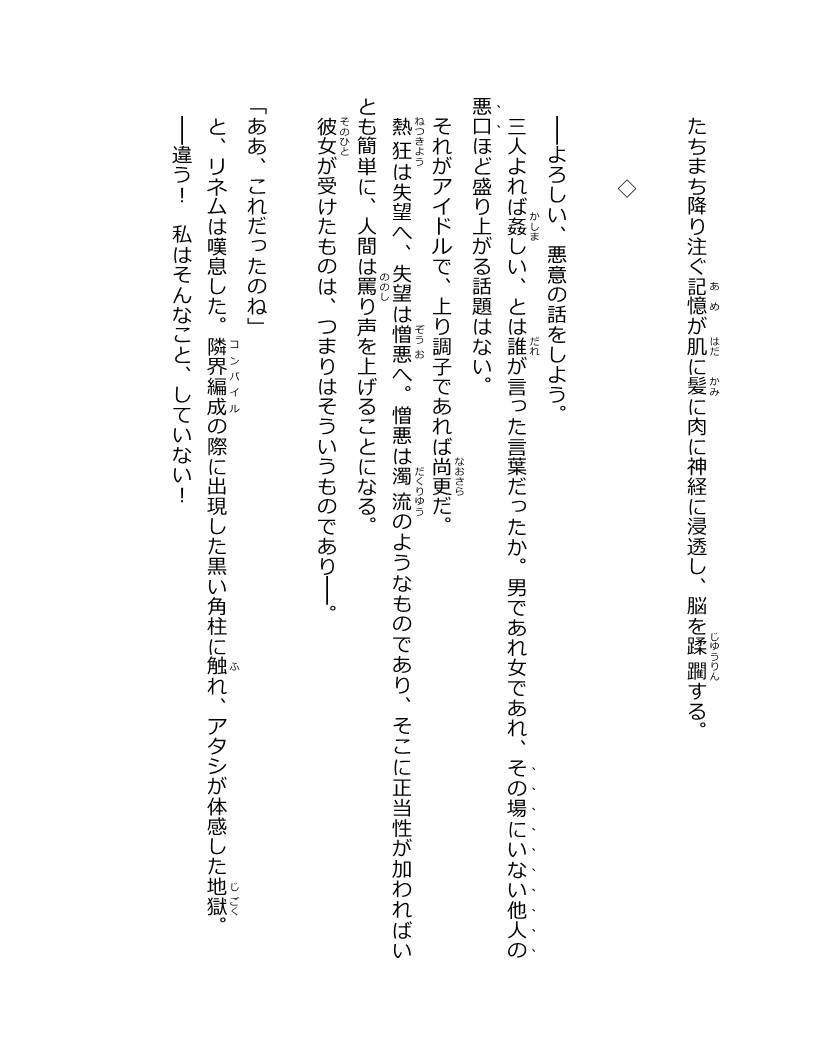 たちまち降り注ぐ記憶が肌に髪に肉に神経に浸透し、脳を蹂躙する。
◇
──よろしい、悪意の話をしよう。
三人よれば姦しい、とは誰が言った言葉だったか。男であれ女であれ、その場にいない他人の
悪口ほど盛り上がる話題はない。
それがアイドルで、上り調子であれば尚更だ。
熱狂は失望へ、失望は憎悪へ。憎悪は濁流のようなものであり、そこに正当性が加わればい
とも簡単に、人間は罵り声を上げることになる。
彼女が受けたものは、つまりはそういうものであり──。
「ああ、これだったのね」
と、リネムは嘆息した。隣界編成の際に出現した黒い角柱に触れ、アタシが体感した地獄。
──違う！　私はそんなこと、していない！